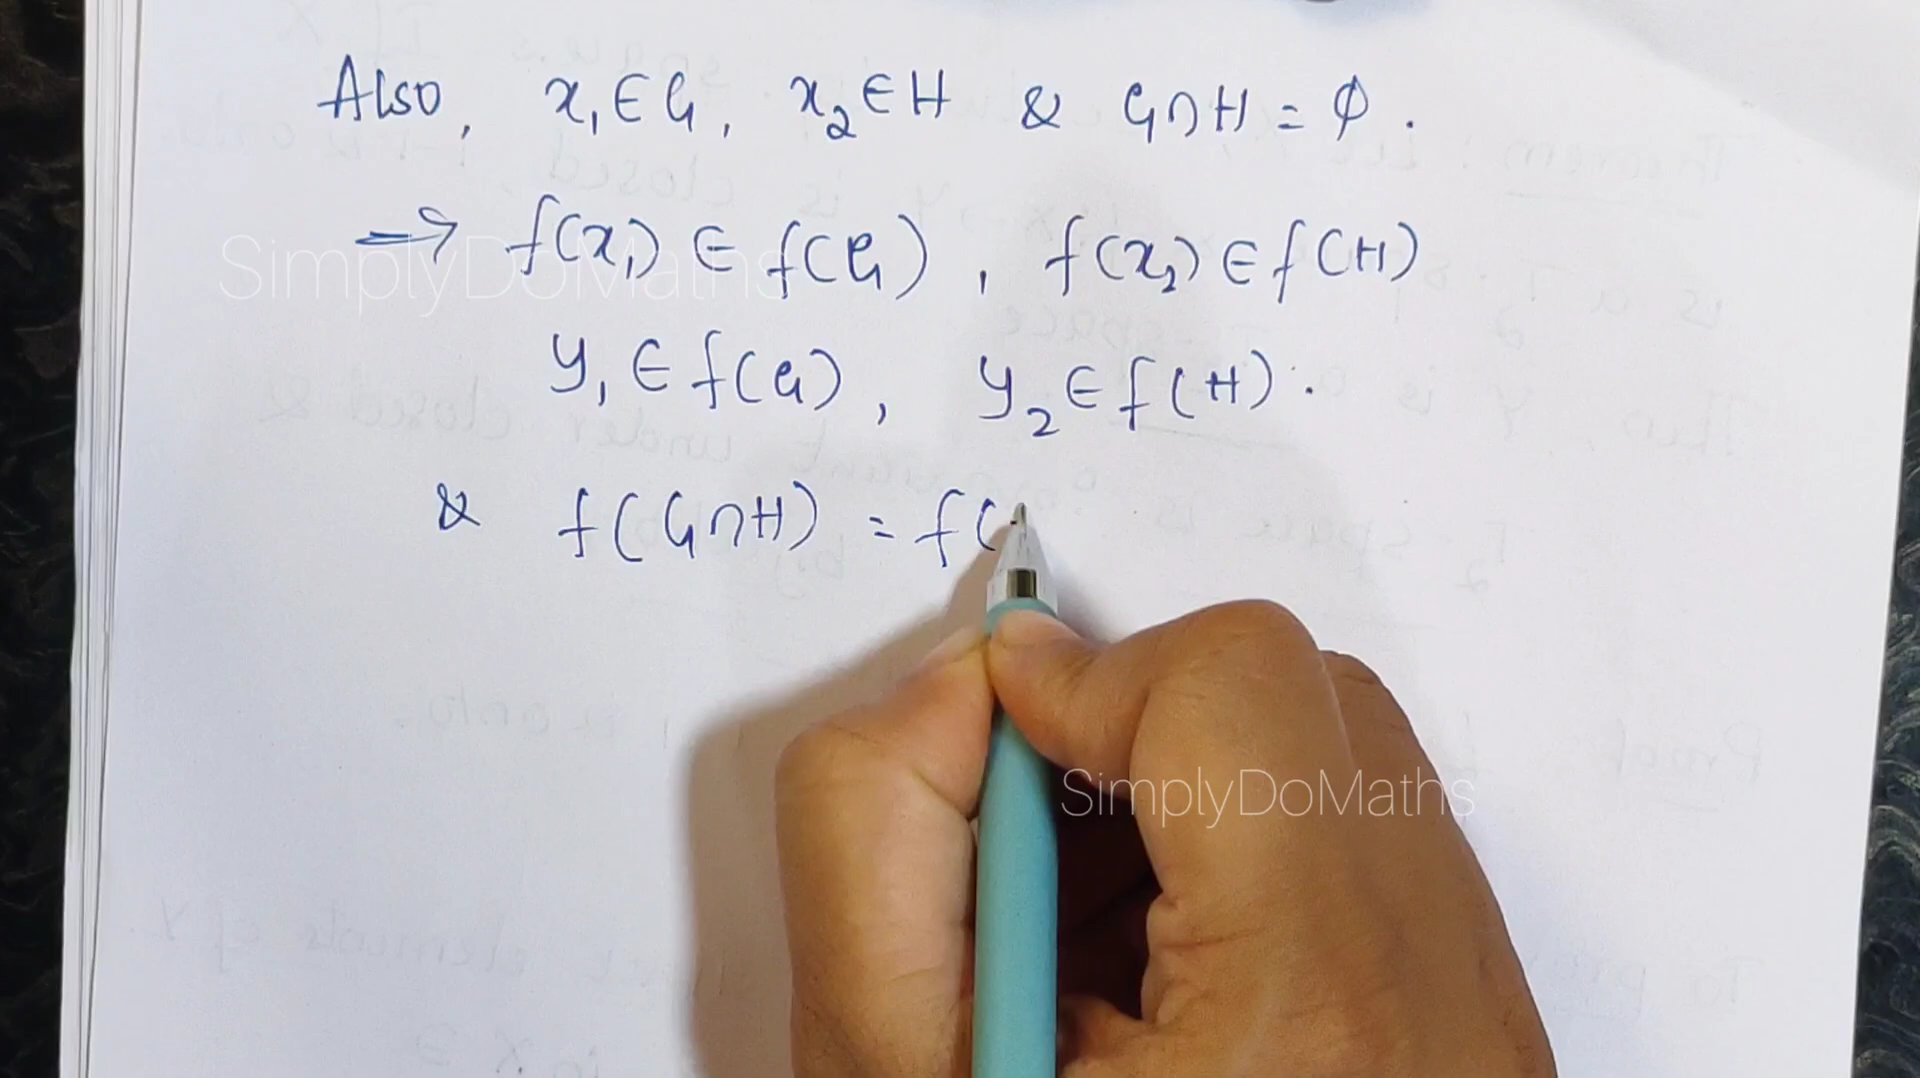 Also, x₁ ∈ G, x₂ ∈ H & G ∩ H = ϕ.
⇒ f(x₁) ∈ f(G), f(x₂) ∈ f(H)
SimplyDoMaths
y₁ ∈ f(G), y₂ ∈ f(H).
& f(G ∩ H) = f(
SimplyDoMaths